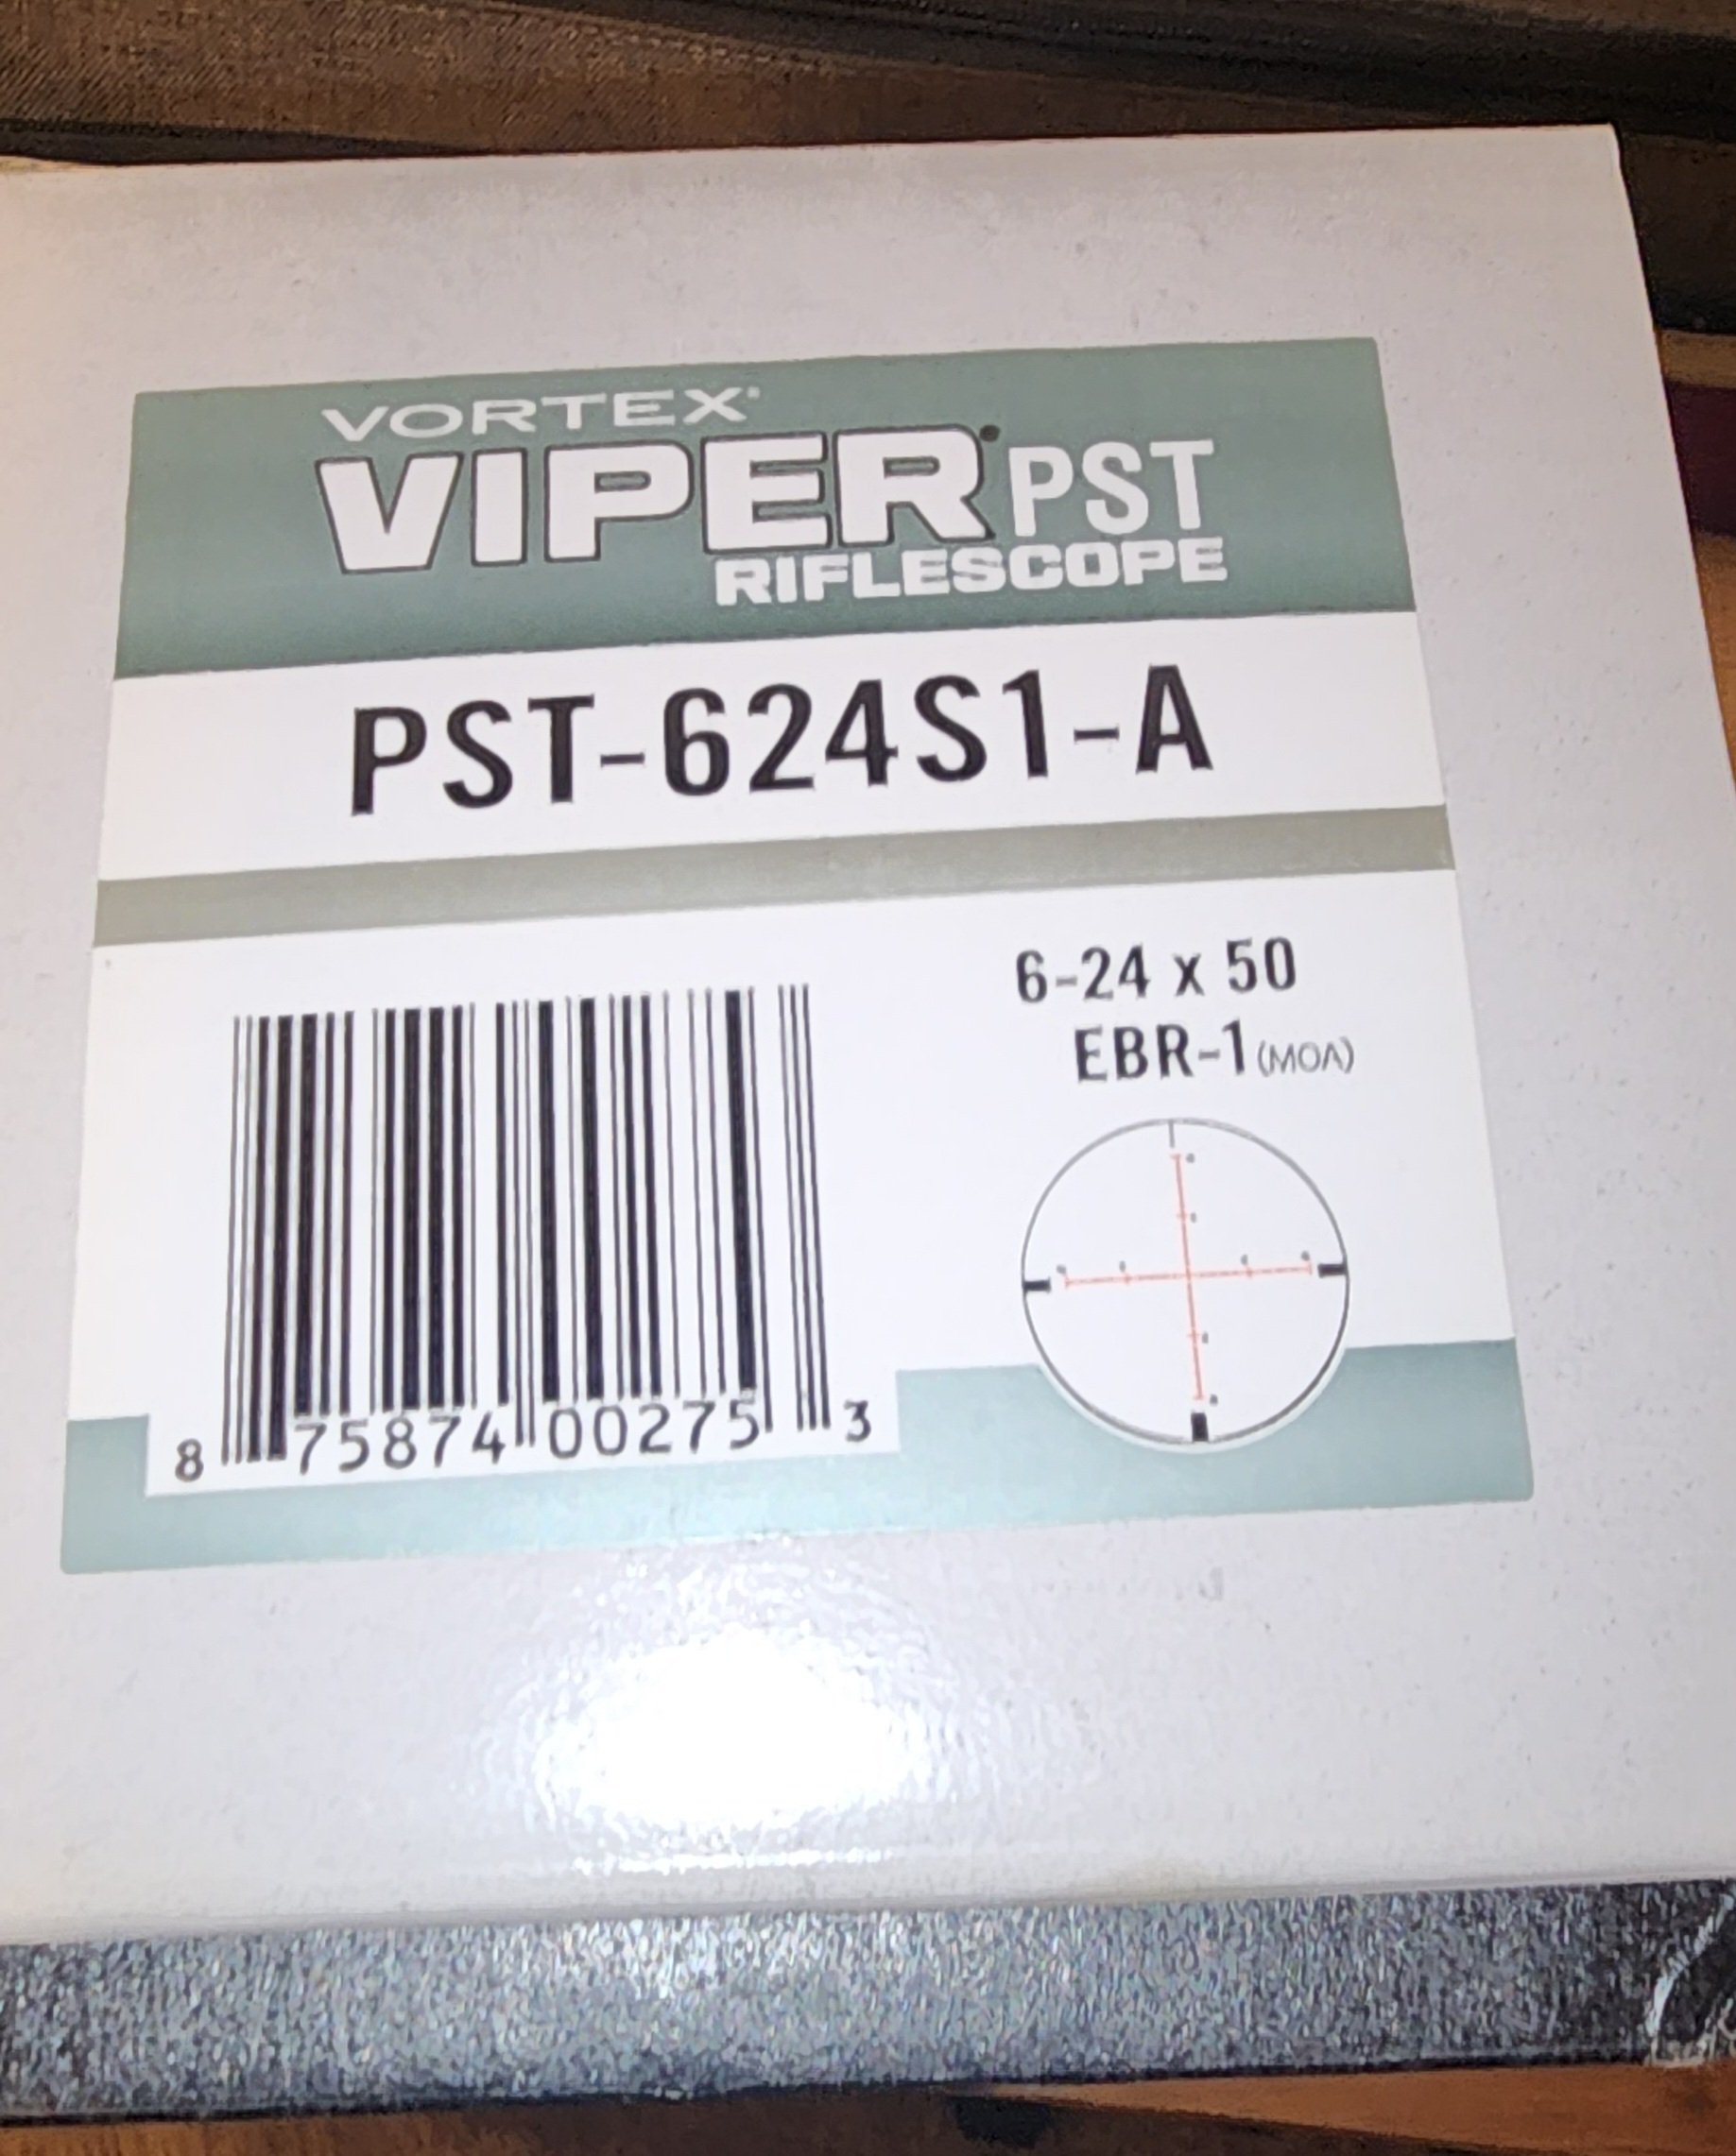 VORTEX®
VIPER® PST
RIFLESCOPE
PST-624S1-A
6-24 x 50
EBR-1 (MOA)
8 75874 00275 3